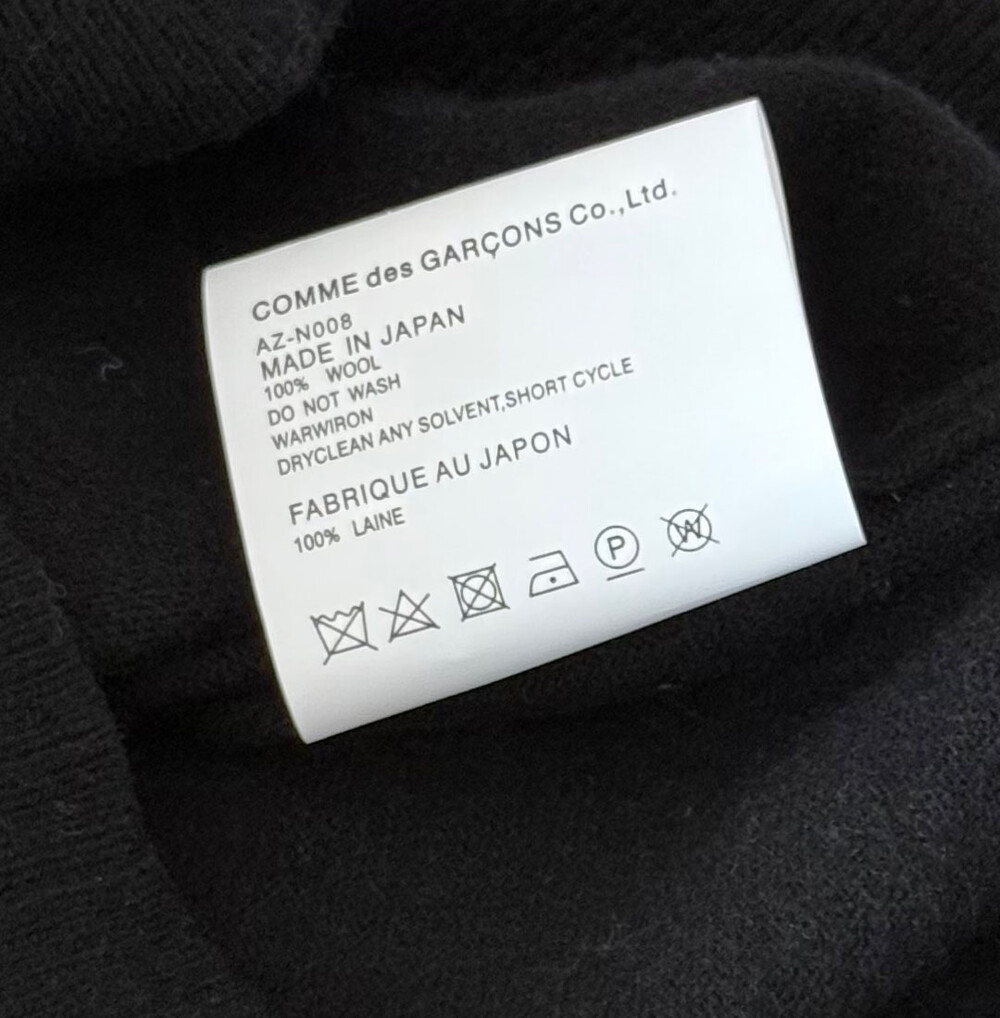 COMME des GARÇONS Co.,Ltd.
AZ-N008
MADE IN JAPAN
100% WOOL
DO NOT WASH
WARWIRON
DRYCLEAN ANY SOLVENT,SHORT CYCLE
FABRIQUE AU JAPON
100% LAINE
P W